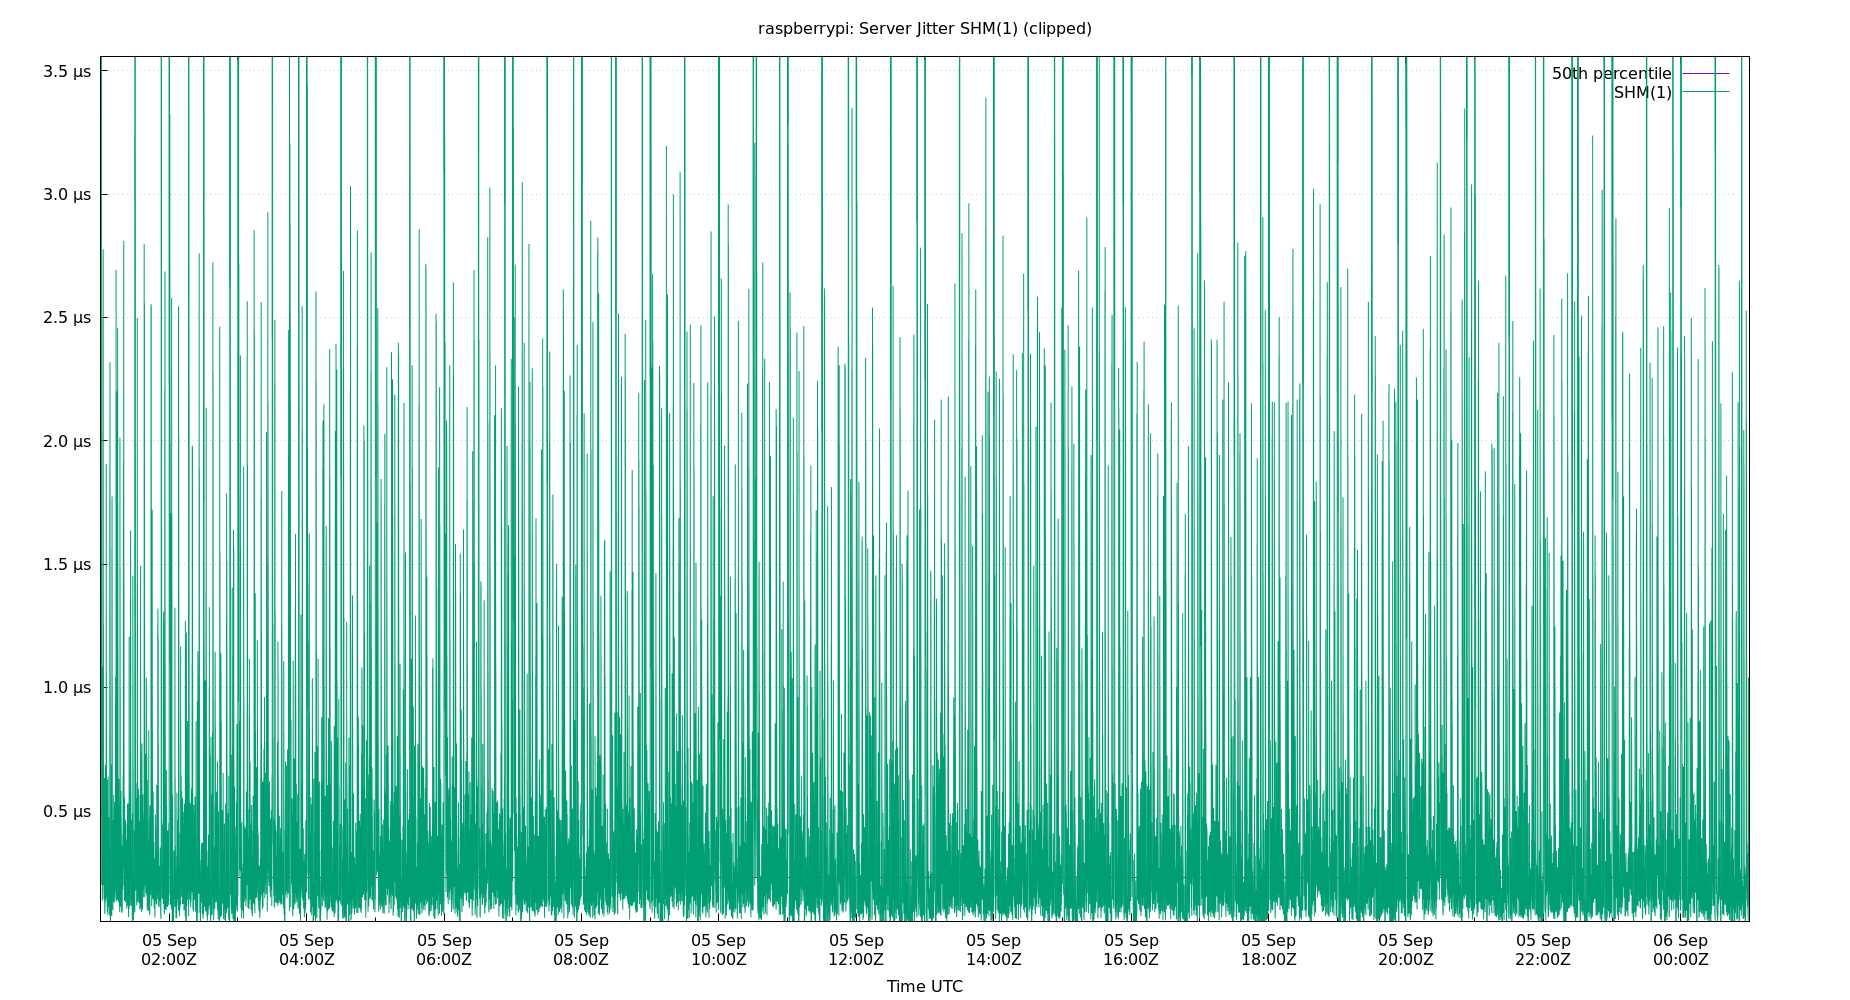 raspberrypi: Server Jitter SHM(1) (clipped)
3.5 µs
3.0 µs
2.5 µs
2.0 µs
1.5 µs
1.0 µs
0.5 µs
50th percentile
SHM(1)
05 Sep 05 Sep 05 Sep 05 Sep 05 Sep 05 Sep 05 Sep 05 Sep 05 Sep 05 Sep 05 Sep 06 Sep
02:00Z 04:00Z 06:00Z 08:00Z 10:00Z 12:00Z 14:00Z 16:00Z 18:00Z 20:00Z 22:00Z 00:00Z
Time UTC